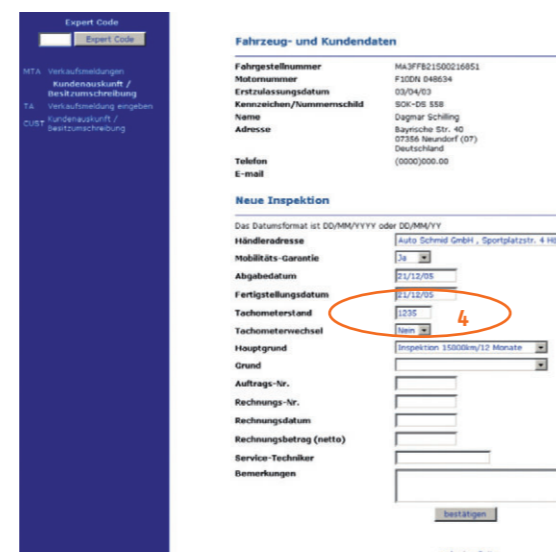 Expert Code
Expert Code
MTA Verkaufsmeldungen
Kundenauskunft /
Besitzumschreibung
TA Verkaufsmeldung eingeben
CUST Kundenauskunft /
Besitzumschreibung
Fahrzeug- und Kundendaten
Fahrgestellnummer MA3FFB21S00216851
Motornummer F10DN 048634
Erstzulassungsdatum 03/04/03
Kennzeichen/Nummernschild SOK-DS 558
Name Dagmar Schilling
Adresse Bayrische Str. 40
07356 Neundorf (07)
Deutschland
Telefon (0000)000.00
E-mail
Neue Inspektion
Das Datumsformat ist DD/MM/YYYY oder DD/MM/YY
Händleradresse Auto Schmid GmbH , Sportplatzstr. 4 H
Mobilitäts-Garantie Ja
Abgabedatum 21/12/05
Fertigstellungsdatum 21/12/05
Tachometerstand 1235 4
Tachometerwechsel Nein
Hauptgrund Inspektion 15000km/12 Monate
Grund
Auftrags-Nr.
Rechnungs-Nr.
Rechnungsdatum
Rechnungsbetrag (netto)
Service-Techniker
Bemerkungen
bestätigen